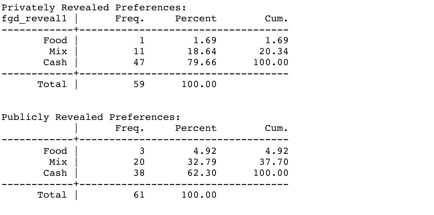 Privately Revealed Preferences:
fgd_reveal1 | Freq. Percent Cum.
------------+-----------------------------------
Food | 1 1.69 1.69
Mix | 11 18.64 20.34
Cash | 47 79.66 100.00
------------+-----------------------------------
Total | 59 100.00
Publicly Revealed Preferences:
| Freq. Percent Cum.
------------+-----------------------------------
Food | 3 4.92 4.92
Mix | 20 32.79 37.70
Cash | 38 62.30 100.00
------------+-----------------------------------
Total | 61 100.00